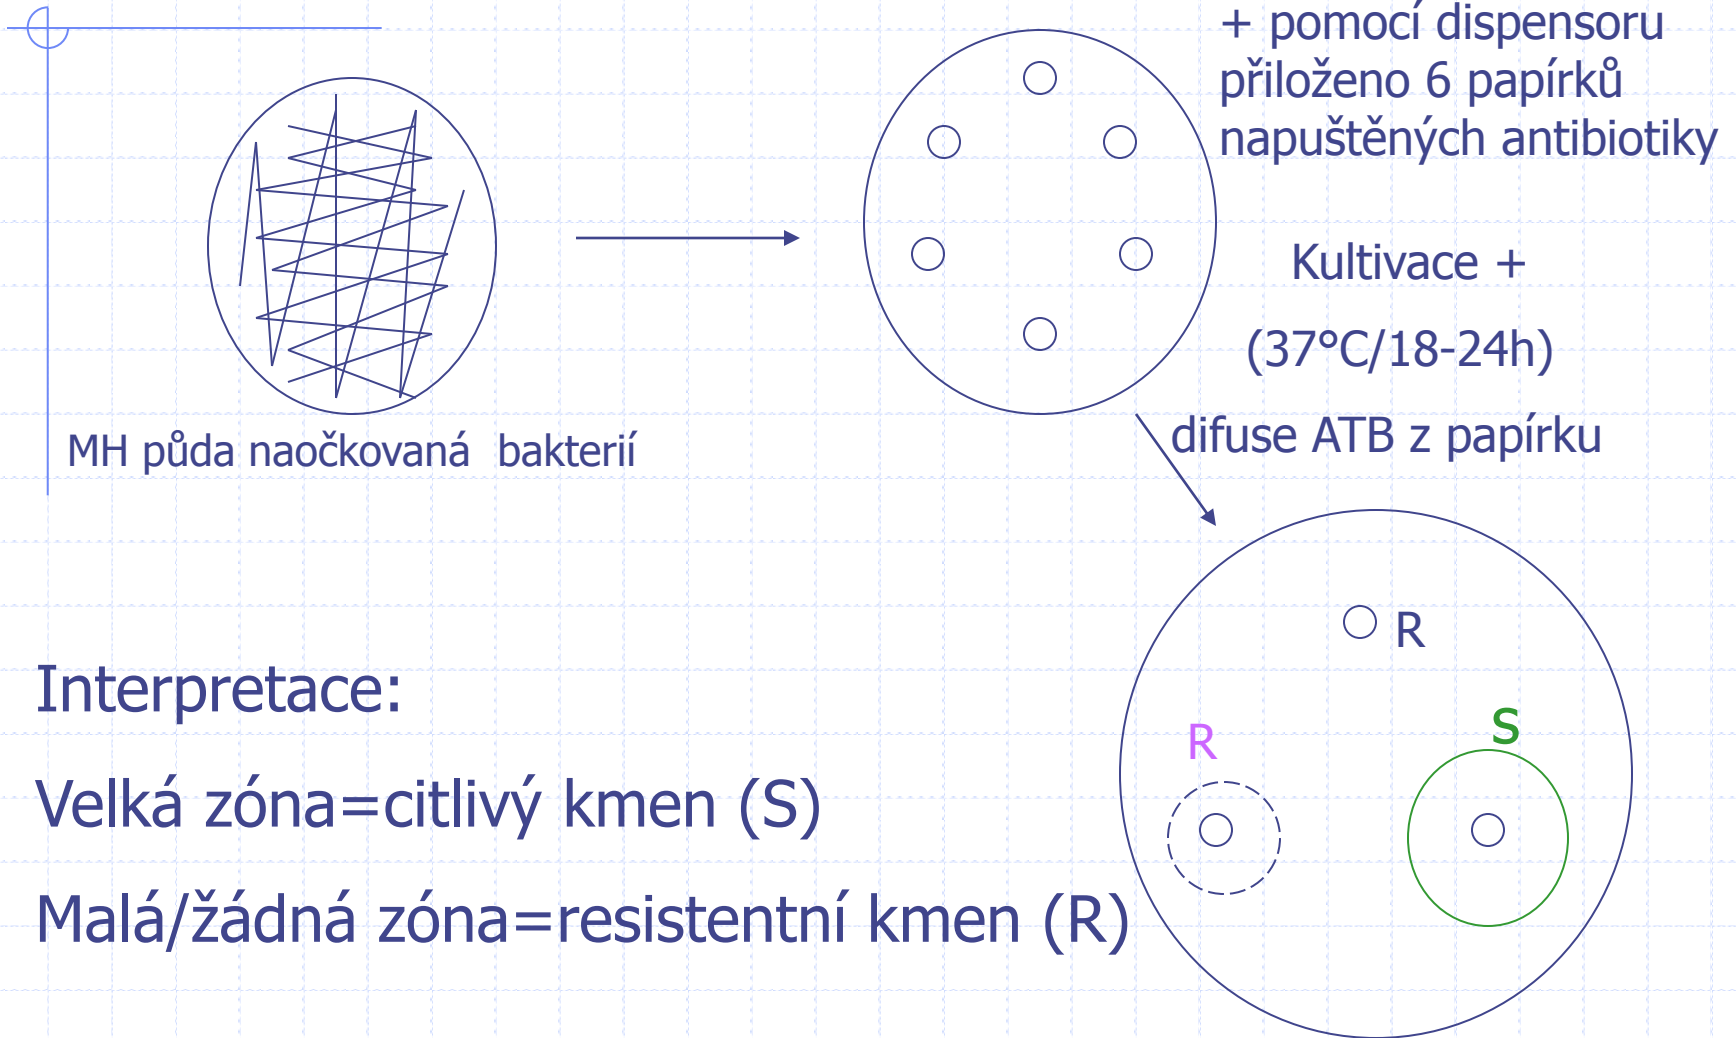 + pomocí dispensoru
přiloženo 6 papírků
napuštěných antibiotiky
Kultivace +
(37°C/18-24h)
difuse ATB z papírku
MH půda naočkovaná bakterií
R
R
S
Interpretace:
Velká zóna=citlivý kmen (S)
Malá/žádná zóna=resistentní kmen (R)